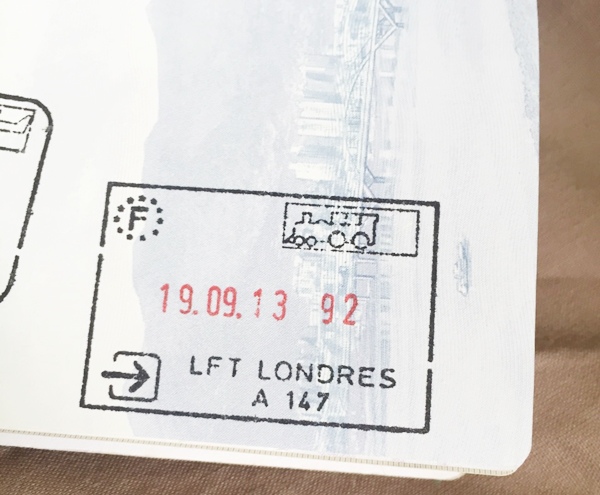 F
19.09.13 92
LFT LONDRES
A 147